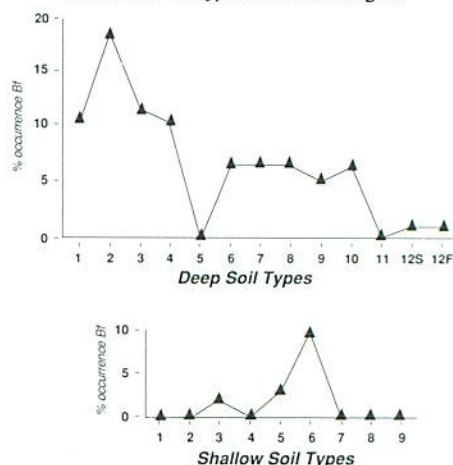 20
15
10
5
0
% occurrence Bf
1 2 3 4 5 6 7 8 9 10 11 12S 12F
Deep Soil Types
10
5
0
% occurrence Bf
1 2 3 4 5 6 7 8 9
Shallow Soil Types